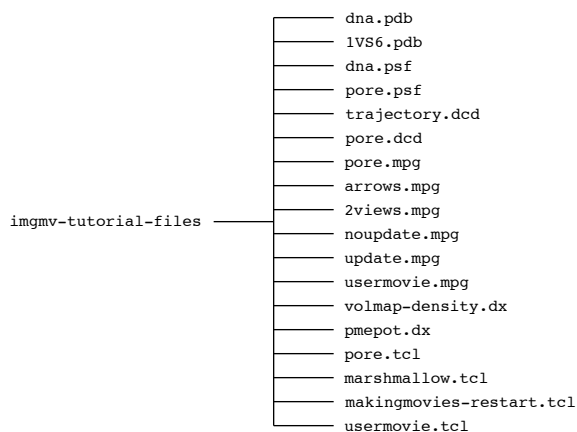 dna.pdb
1VS6.pdb
dna.psf
pore.psf
trajectory.dcd
pore.dcd
pore.mpg
arrows.mpg
imgmv-tutorial-files
2views.mpg
noupdate.mpg
update.mpg
usermovie.mpg
volmap-density.dx
pmepot.dx
pore.tcl
marshmallow.tcl
makingmovies-restart.tcl
usermovie.tcl